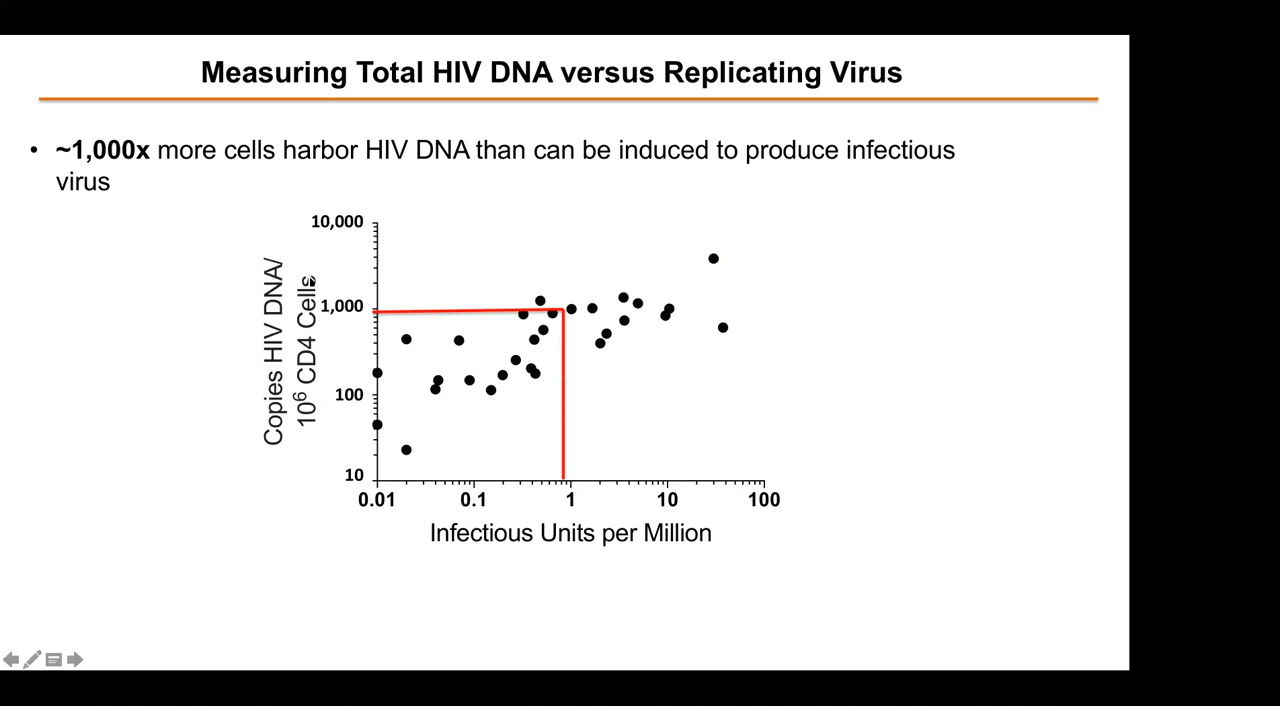 Measuring Total HIV DNA versus Replicating Virus
• ~1,000x more cells harbor HIV DNA than can be induced to produce infectious
virus
Copies HIV DNA/
10⁶ CD4 Cells
10,000
1,000
100
10
0.01 0.1 1 10 100
Infectious Units per Million